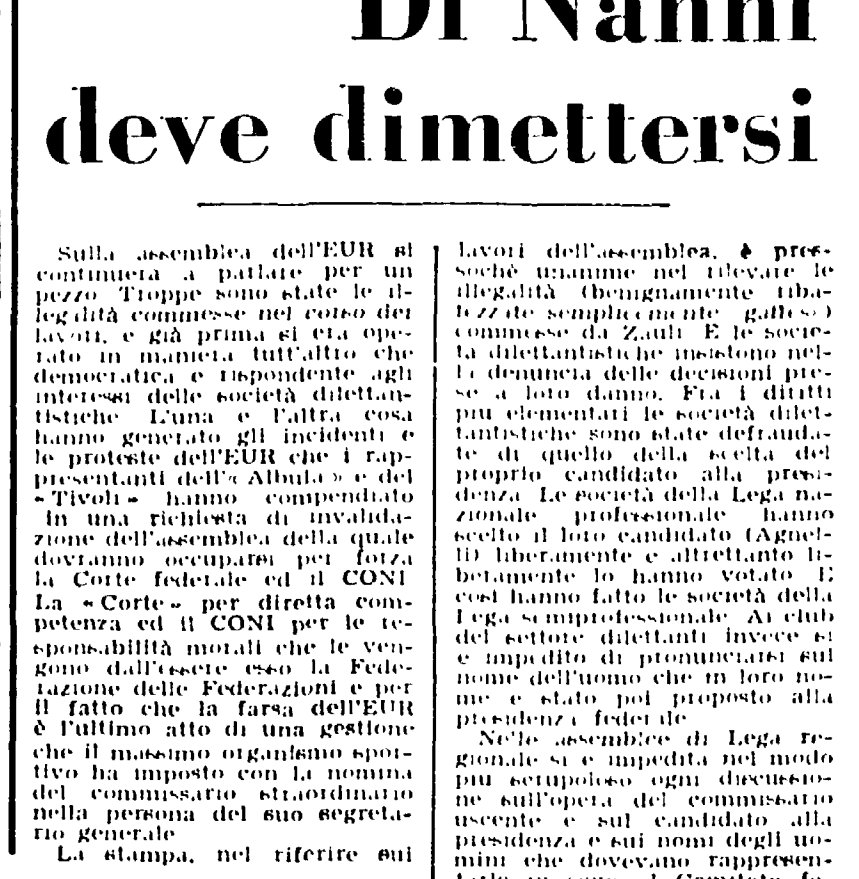 Di Nanni
deve dimettersi
Sulla assemblea dell'EUR si
continuerà a parlare per un
pezzo Troppe sono state le il-
legalità commesse nel corso dei
lavori, e già prima si era ope-
rato in maniera tutt'altro che
democratica e rispondente agli
interessi delle società dilettan-
tistiche L'una e l'altra cosa
hanno generato gli incidenti e
le proteste dell'EUR che i rap-
presentanti dell'« Albula » e del
« Tivoli » hanno compendiato
in una richiesta di invalida-
zione dell'assemblea della quale
dovranno occuparsi per forza
la Corte federale ed il CONI
La « Corte » per diretta com-
petenza ed il CONI per le re-
sponsabilità morali che le ven-
gono dall'essere esso la Fede-
razione delle Federazioni e per
il fatto che la farsa dell'EUR
è l'ultimo atto di una gestione
che il massimo organismo spor-
tivo ha imposto con la nomina
del commissario straordinario
nella persona del suo segreta-
rio generale
La stampa, nel riferire sui
lavori dell'assemblea, è pres-
sochè unanime nel rilevare le
illegalità (benignamente riba-
tezzate semplicemente gaffes)
commesse da Zauli E le socie-
tà dilettantistiche insistono nel-
la denuncia delle decisioni pre-
se a loro danno. Fra i diritti
più elementari le società dilet-
tantistiche sono state defrauda-
te di quello della scelta del
proprio candidato alla presi-
denza Le società della Lega na-
zionale professionale hanno
scelto il loro candidato (Agnel-
li) liberamente e altrettanto li-
beramente lo hanno votato E
così hanno fatto le società della
Lega semiprofessionale Ai club
del settore dilettanti invece si
è impedito di pronunciarsi sul
nome dell'uomo che in loro no-
me è stato poi proposto alla
presidenza federale
Nelle assemblee di Lega re-
gionale si è impedita nel modo
più scrupoloso ogni discussio-
ne sull'opera del commissario
uscente e sul candidato alla
presidenza e sui nomi degli uo-
mini che dovevano rappresen-